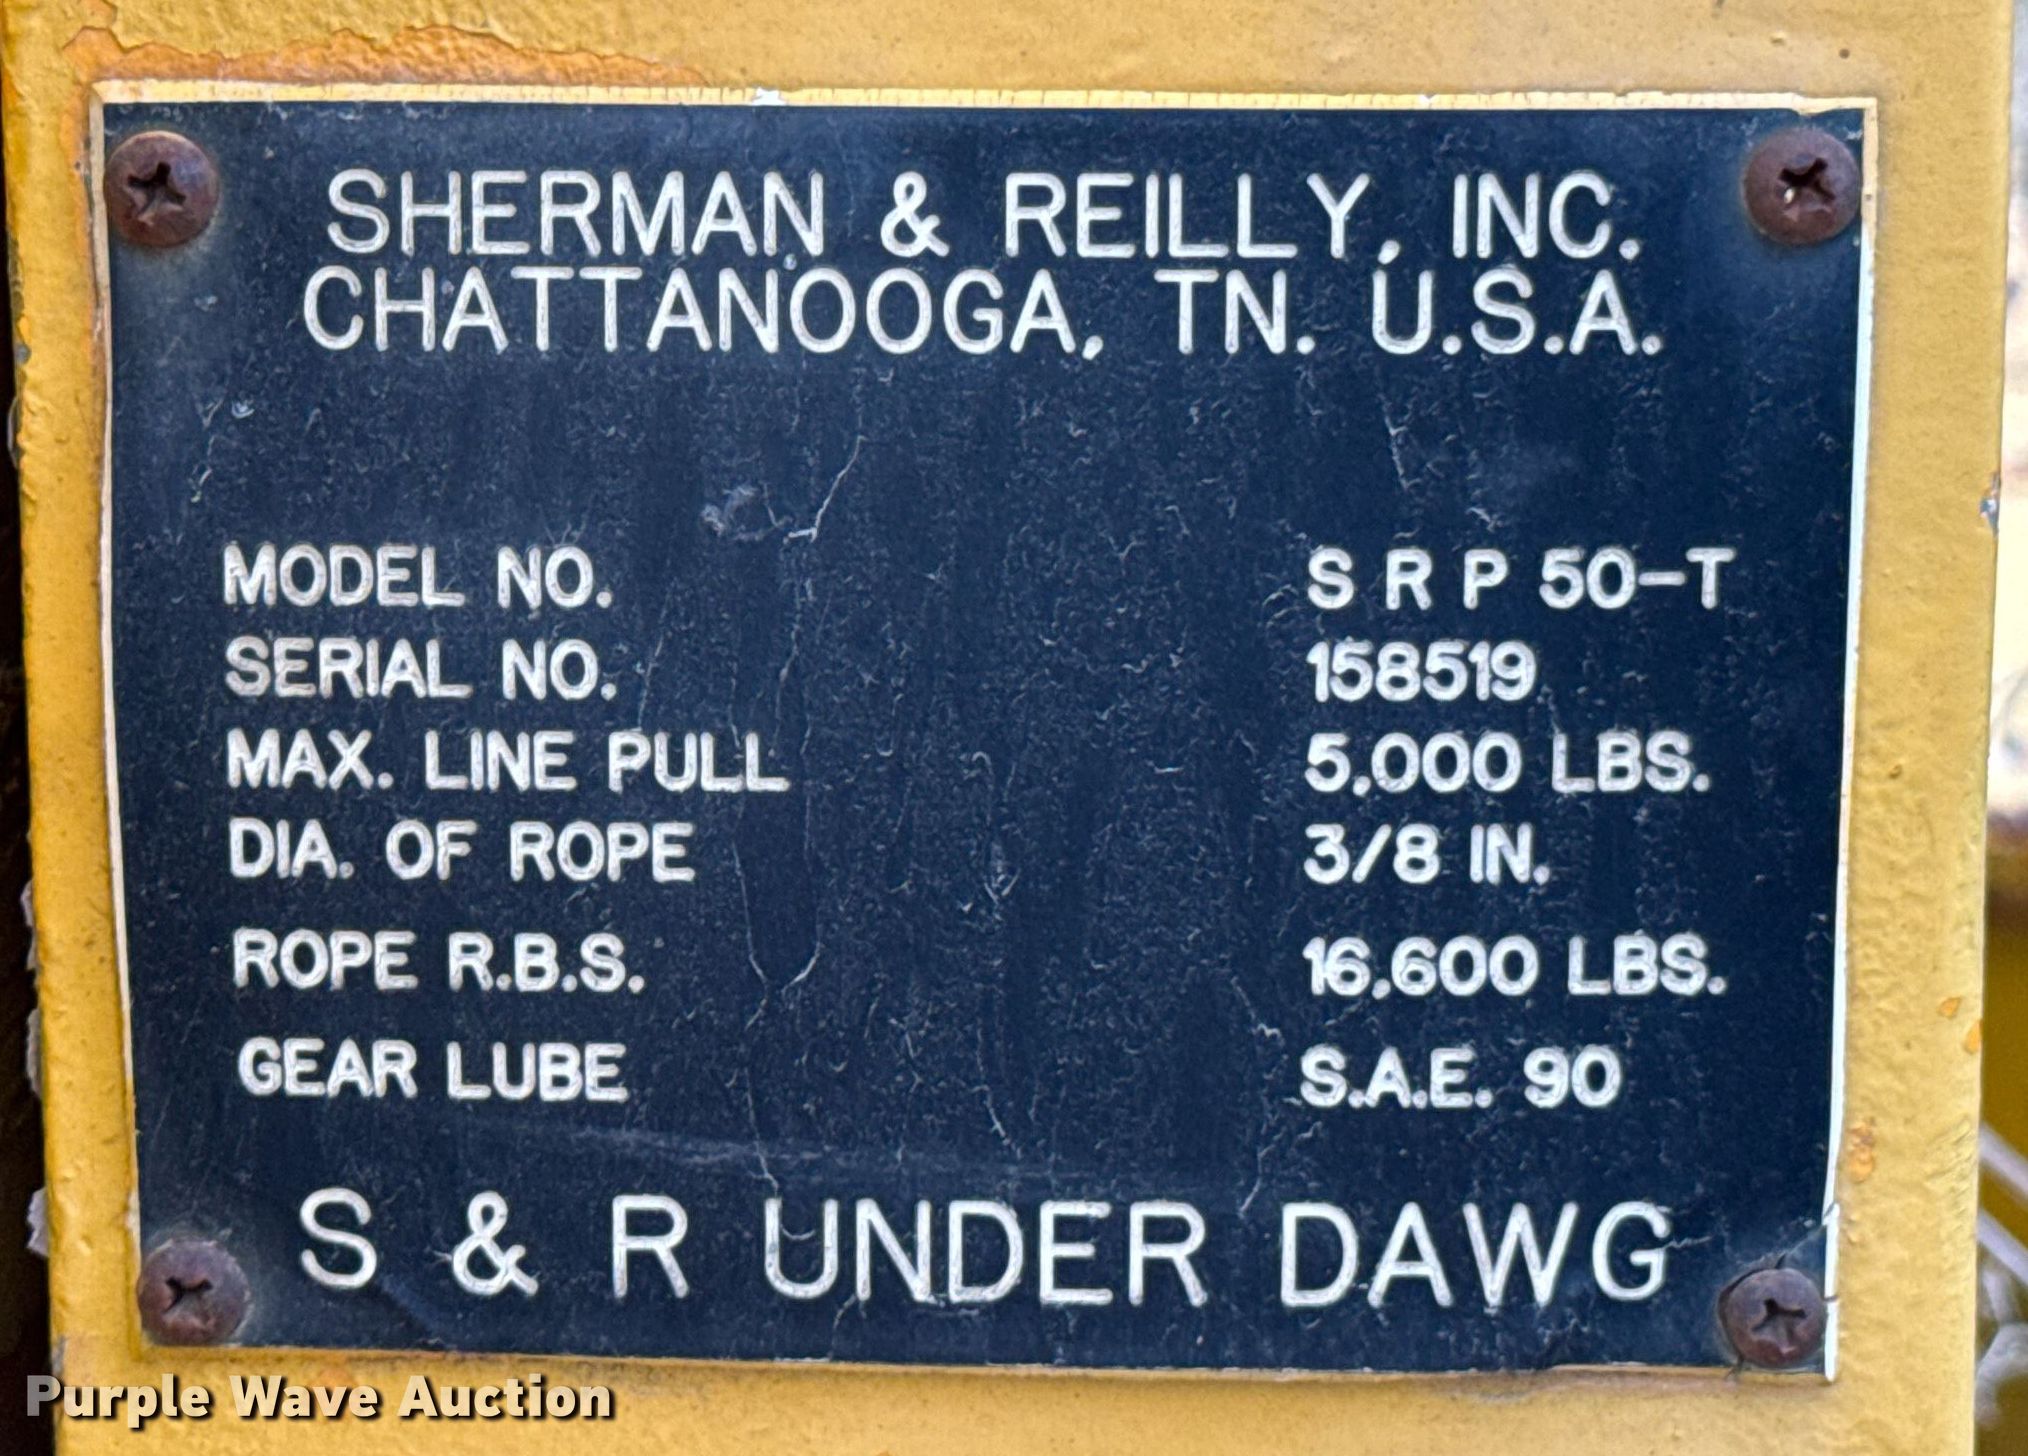 SHERMAN & REILLY, INC.
CHATTANOOGA, TN. U.S.A.
MODEL NO. S R P 50-T
SERIAL NO. 158519
MAX. LINE PULL 5,000 LBS.
DIA. OF ROPE 3/8 IN.
ROPE R.B.S. 16,600 LBS.
GEAR LUBE S.A.E. 90
S & R UNDER DAWG
Purple Wave Auction